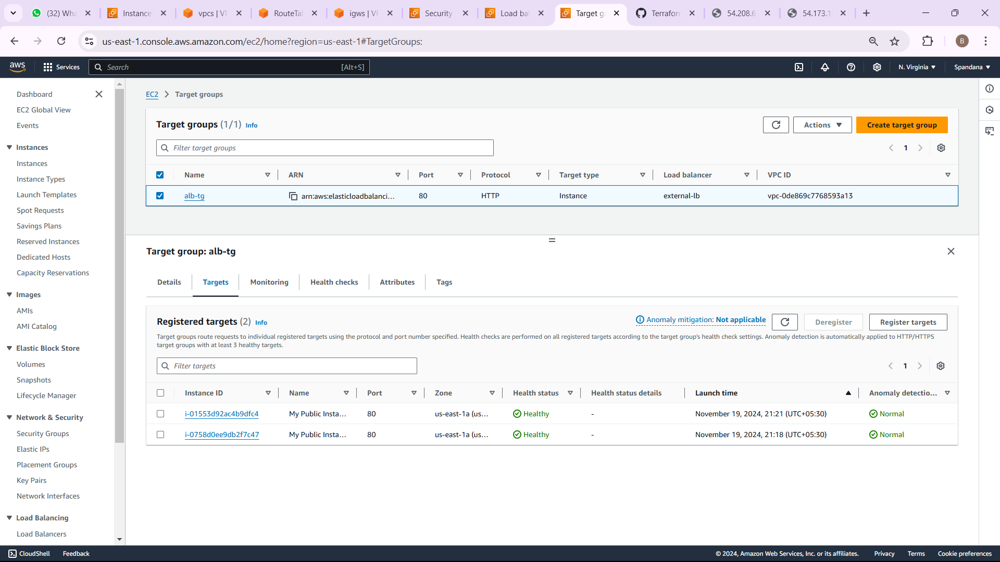 (32) Wha
Instance
vpcs | VP
RouteTab
igws | VP
Security
Load bal
Target g
Terraform
54.208.6
54.173.1
us-east-1.console.aws.amazon.com/ec2/home?region=us-east-1#TargetGroups:
B
aws
Services
Search
[Alt+S]
N. Virginia
Spandana
Dashboard
EC2 Global View
Events
Instances
Instances
Instance Types
Launch Templates
Spot Requests
Savings Plans
Reserved Instances
Dedicated Hosts
Capacity Reservations
Images
AMIs
AMI Catalog
Elastic Block Store
Volumes
Snapshots
Lifecycle Manager
Network & Security
Security Groups
Elastic IPs
Placement Groups
Key Pairs
Network Interfaces
Load Balancing
Load Balancers
EC2 Target groups
Target groups (1/1) Info
Actions
Create target group
Filter target groups
1
Name ARN Port Protocol Target type Load balancer VPC ID
alb-tg arn:aws:elasticloadbalanci... 80 HTTP Instance external-lb vpc-0de869c7768593a13
Target group: alb-tg
Details Targets Monitoring Health checks Attributes Tags
Registered targets (2) Info
Anomaly mitigation: Not applicable
Deregister
Register targets
Target groups route requests to individual registered targets using the protocol and port number specified. Health checks are performed on all registered targets according to the target group's health check settings. Anomaly detection is automatically applied to HTTP/HTTPS
target groups with at least 3 healthy targets.
Filter targets
1
Instance ID Name Port Zone Health status Health status details Launch time Anomaly detectio...
i-01553d92ac4b9dfc4 My Public Insta... 80 us-east-1a (us... Healthy - November 19, 2024, 21:21 (UTC+05:30) Normal
i-0758d0ee9db2f7c47 My Public Insta... 80 us-east-1a (us... Healthy - November 19, 2024, 21:18 (UTC+05:30) Normal
CloudShell Feedback © 2024, Amazon Web Services, Inc. or its affiliates. Privacy Terms Cookie preferences